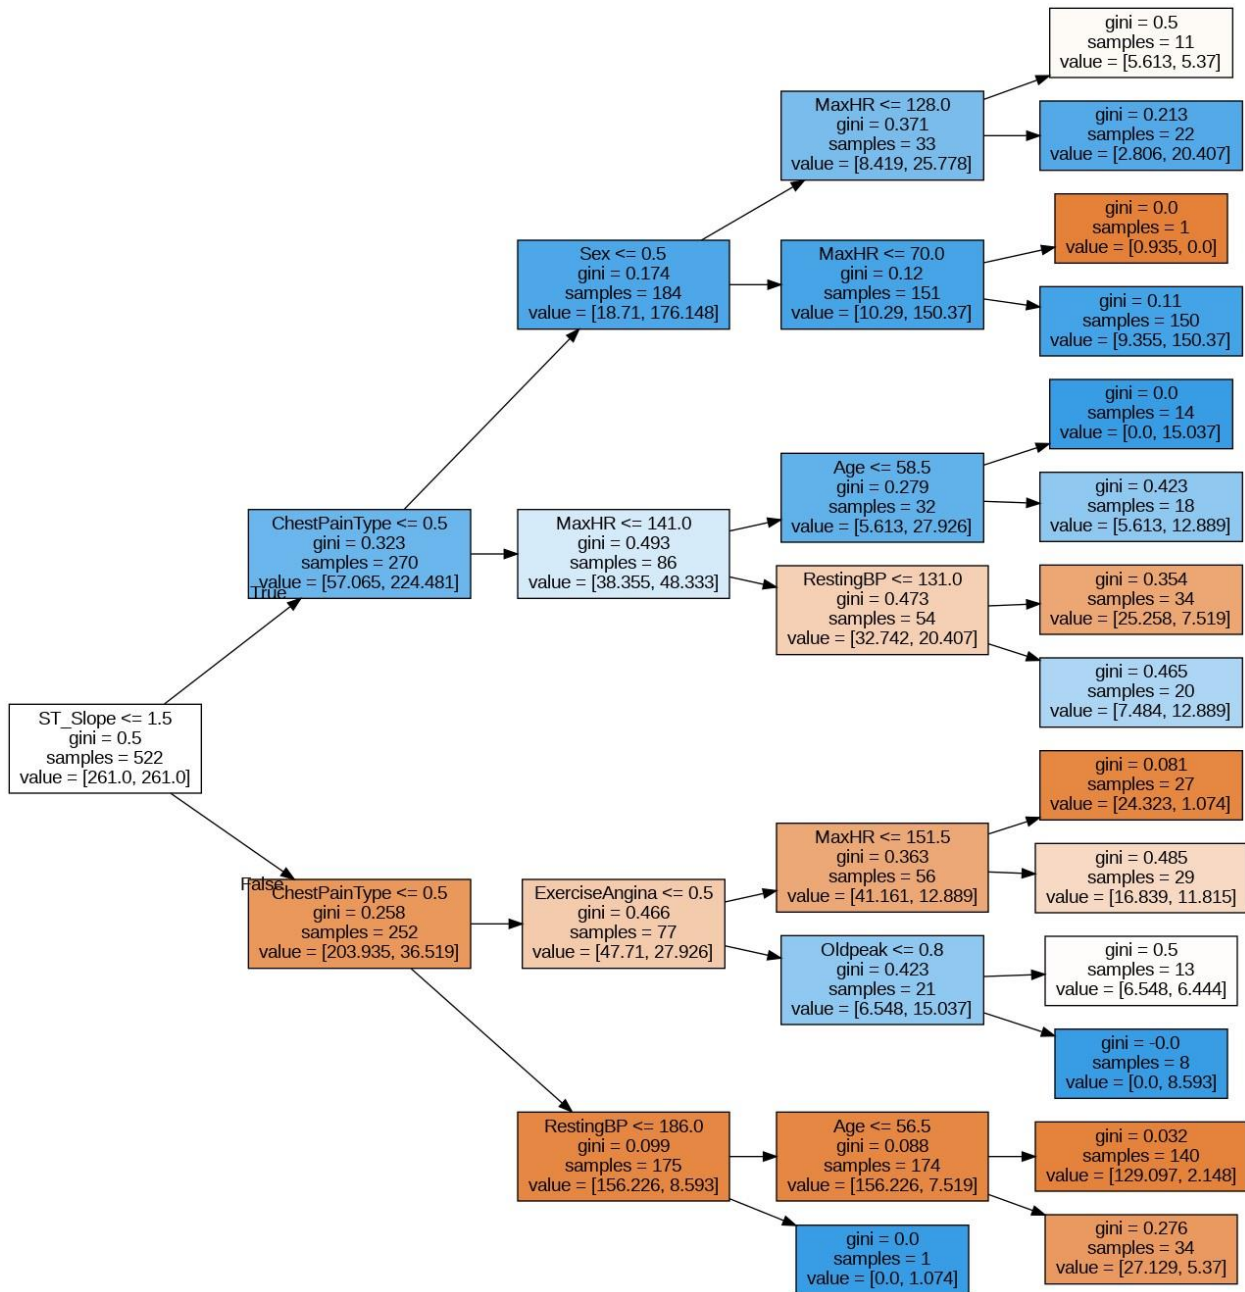 gini = 0.5
samples = 11
value = [5.613, 5.37]
MaxHR <= 128.0
gini = 0.371
samples = 33
value = [8.419, 25.778]
gini = 0.213
samples = 22
value = [2.806, 20.407]
gini = 0.0
samples = 1
value = [0.935, 0.0]
Sex <= 0.5
gini = 0.174
samples = 184
value = [18.71, 176.148]
MaxHR <= 70.0
gini = 0.12
samples = 151
value = [10.29, 150.37]
gini = 0.11
samples = 150
value = [9.355, 150.37]
gini = 0.0
samples = 14
value = [0.0, 15.037]
Age <= 58.5
gini = 0.279
samples = 32
value = [5.613, 27.926]
gini = 0.423
samples = 18
value = [5.613, 12.889]
ChestPainType <= 0.5
gini = 0.323
samples = 270
value = [57.065, 224.481]
True
MaxHR <= 141.0
gini = 0.493
samples = 86
value = [38.355, 48.333]
RestingBP <= 131.0
gini = 0.473
samples = 54
value = [32.742, 20.407]
gini = 0.354
samples = 34
value = [25.258, 7.519]
gini = 0.465
samples = 20
value = [7.484, 12.889]
ST_Slope <= 1.5
gini = 0.5
samples = 522
value = [261.0, 261.0]
gini = 0.081
samples = 27
value = [24.323, 1.074]
MaxHR <= 151.5
gini = 0.363
samples = 56
value = [41.161, 12.889]
gini = 0.485
samples = 29
value = [16.839, 11.815]
False
ChestPainType <= 0.5
gini = 0.258
samples = 252
value = [203.935, 36.519]
ExerciseAngina <= 0.5
gini = 0.466
samples = 77
value = [47.71, 27.926]
Oldpeak <= 0.8
gini = 0.423
samples = 21
value = [6.548, 15.037]
gini = 0.5
samples = 13
value = [6.548, 6.444]
gini = -0.0
samples = 8
value = [0.0, 8.593]
RestingBP <= 186.0
gini = 0.099
samples = 175
value = [156.226, 8.593]
Age <= 56.5
gini = 0.088
samples = 174
value = [156.226, 7.519]
gini = 0.032
samples = 140
value = [129.097, 2.148]
gini = 0.276
samples = 34
value = [27.129, 5.37]
gini = 0.0
samples = 1
value = [0.0, 1.074]